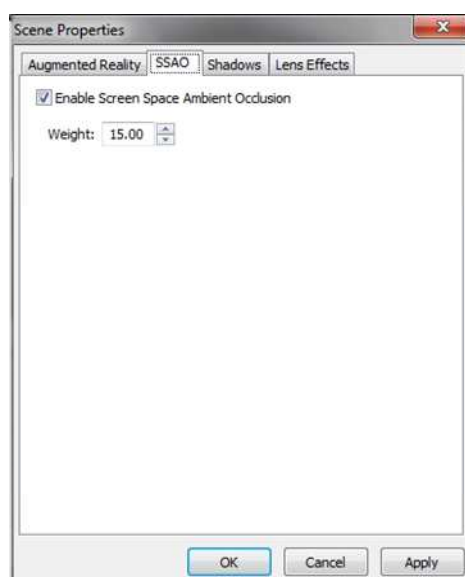 Scene Properties
Augmented Reality SSAO Shadows Lens Effects
Enable Screen Space Ambient Occlusion
Weight: 15.00
OK Cancel Apply